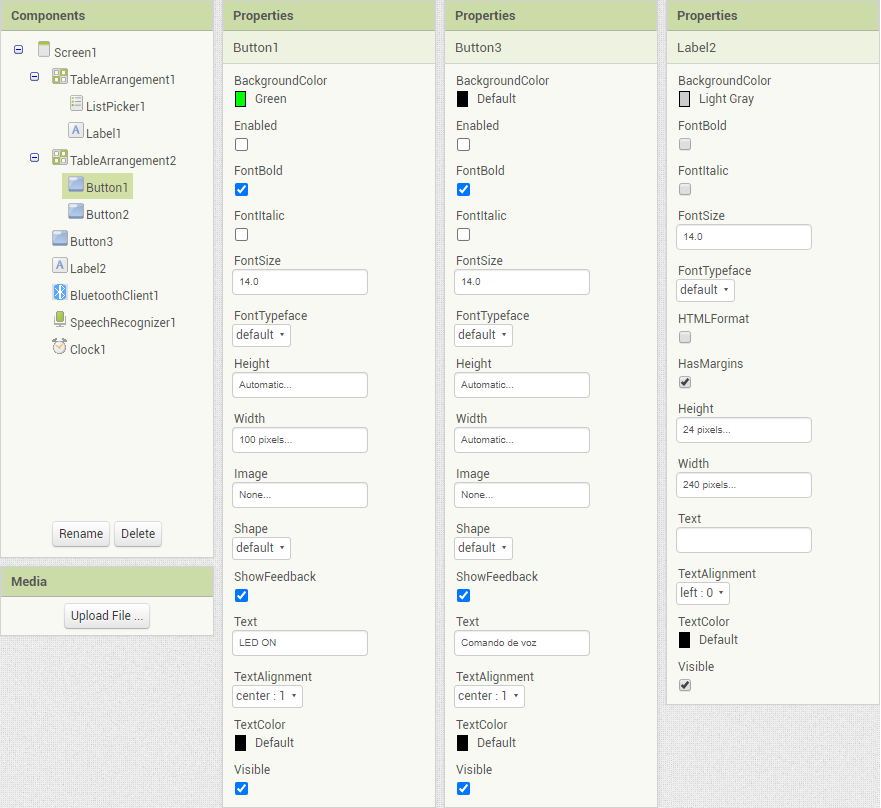 Components
Screen1
TableArrangement1
ListPicker1
A Label1
TableArrangement2
Button1
Button2
Button3
A Label2
BluetoothClient1
SpeechRecognizer1
Clock1
Rename Delete
Media
Upload File ...
Properties
Button1
BackgroundColor
Green
Enabled
FontBold
FontItalic
FontSize
14.0
FontTypeface
default
Height
Automatic...
Width
100 pixels...
Image
None...
Shape
default
ShowFeedback
Text
LED ON
TextAlignment
center : 1
TextColor
Default
Visible
Properties
Button3
BackgroundColor
Default
Enabled
FontBold
FontItalic
FontSize
14.0
FontTypeface
default
Height
Automatic...
Width
Automatic...
Image
None...
Shape
default
ShowFeedback
Text
Comando de voz
TextAlignment
center : 1
TextColor
Default
Visible
Properties
Label2
BackgroundColor
Light Gray
FontBold
FontItalic
FontSize
14.0
FontTypeface
default
HTMLFormat
HasMargins
Height
24 pixels...
Width
240 pixels...
Text
TextAlignment
left : 0
TextColor
Default
Visible